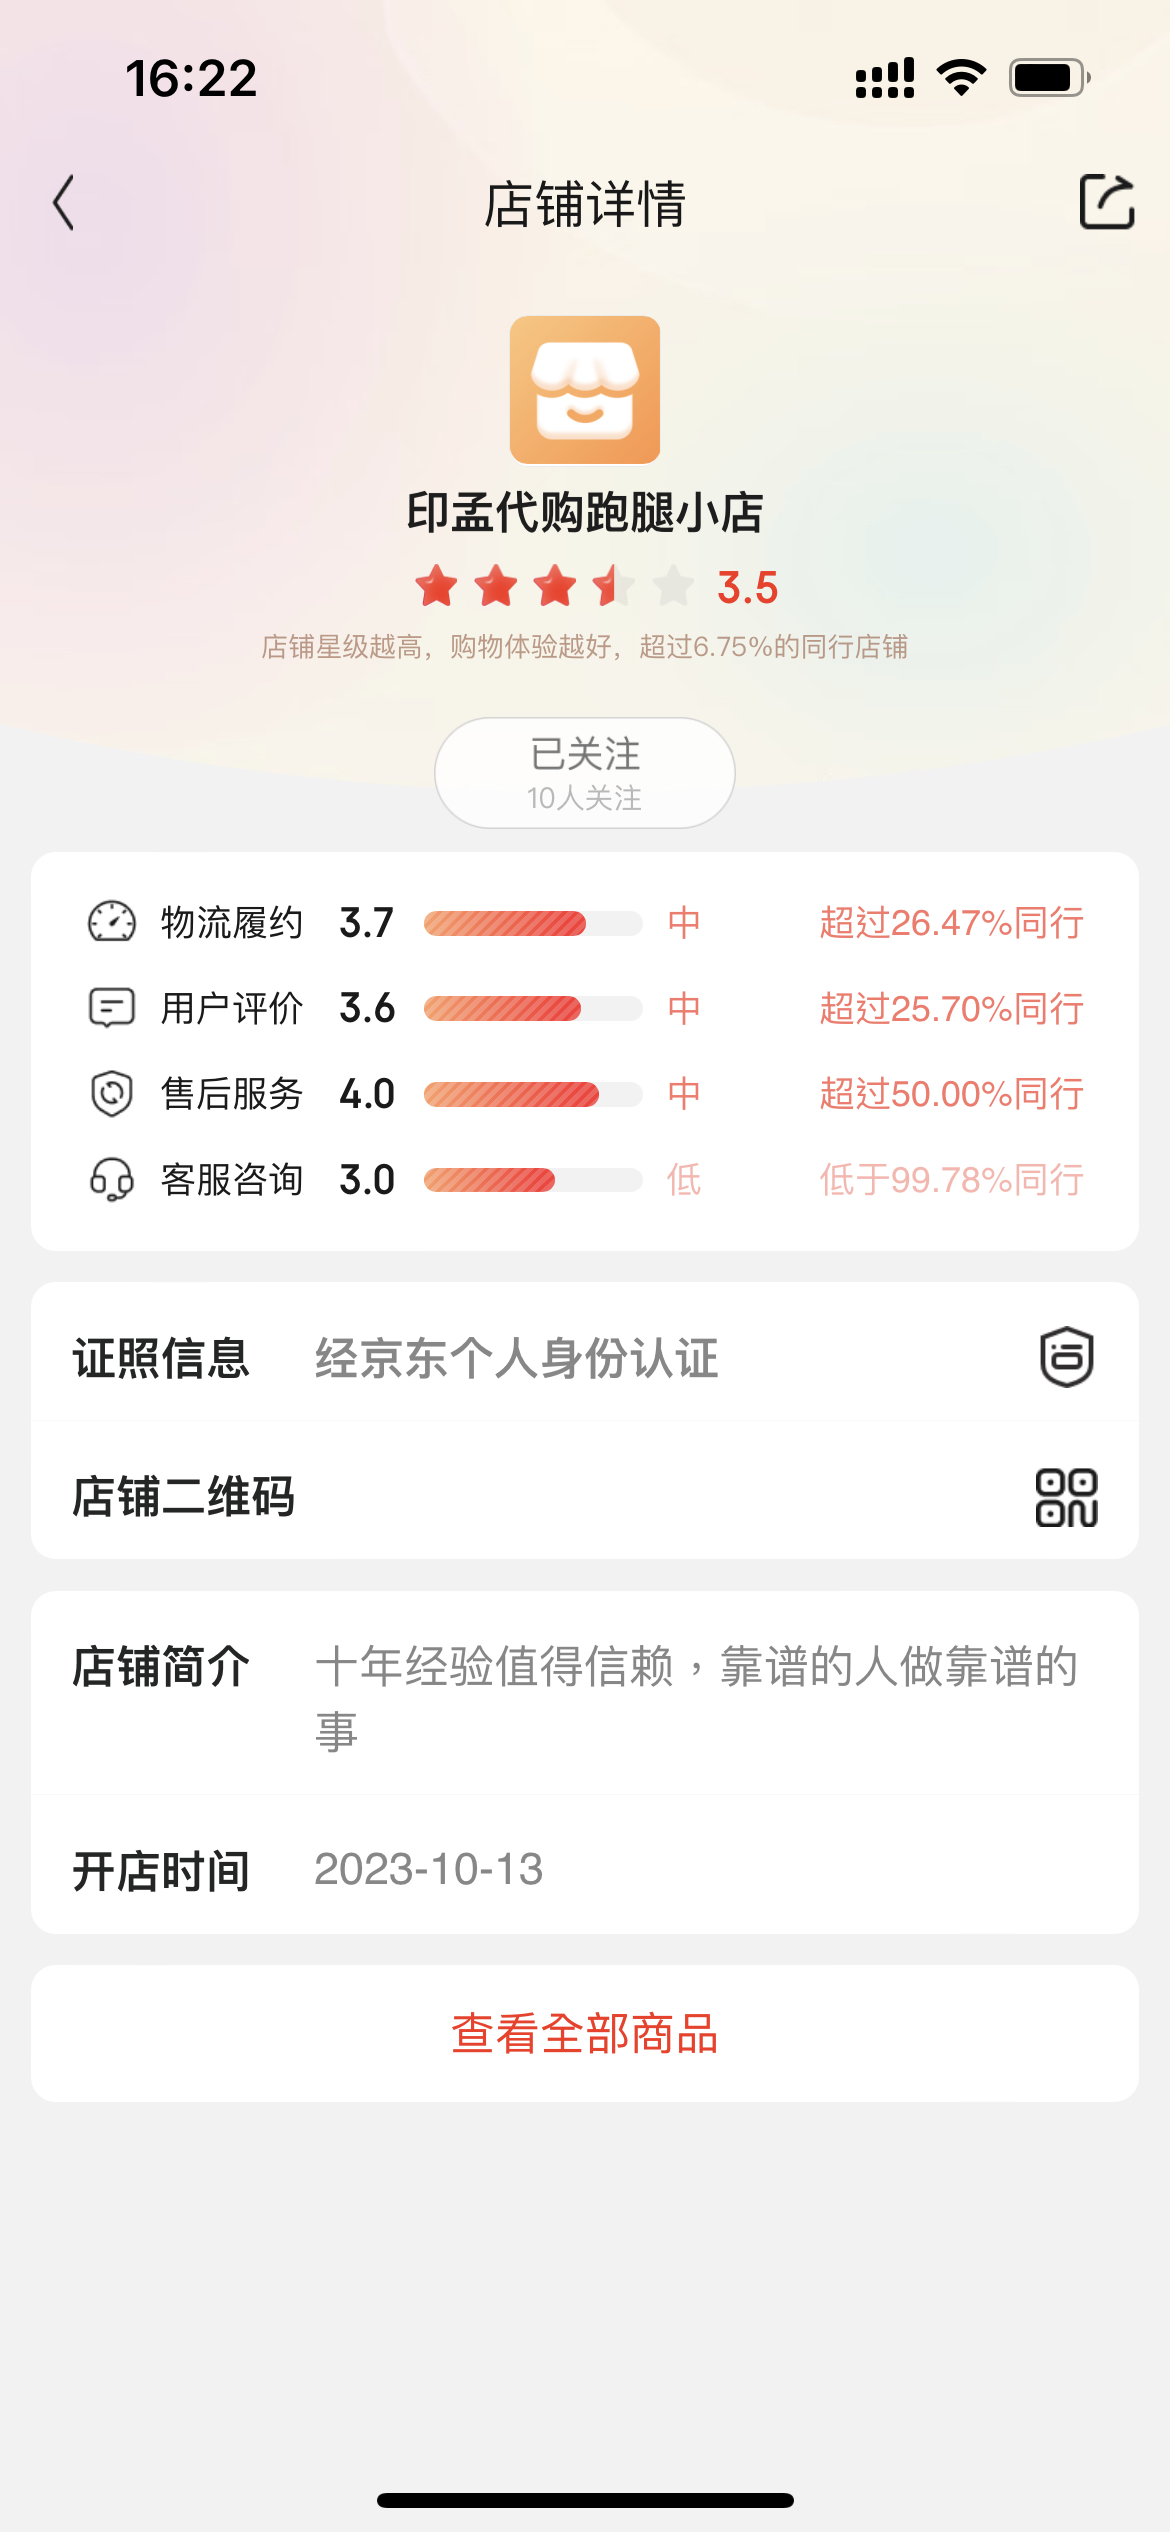 16:22
店铺详情
印孟代购跑腿小店
3.5
店铺星级越高，购物体验越好，超过6.75%的同行店铺
已关注
10人关注
物流履约 3.7 中 超过26.47%同行
用户评价 3.6 中 超过25.70%同行
售后服务 4.0 中 超过50.00%同行
客服咨询 3.0 低 低于99.78%同行
证照信息 经京东个人身份认证
店铺二维码
店铺简介 十年经验值得信赖，靠谱的人做靠谱的
事
开店时间 2023-10-13
查看全部商品